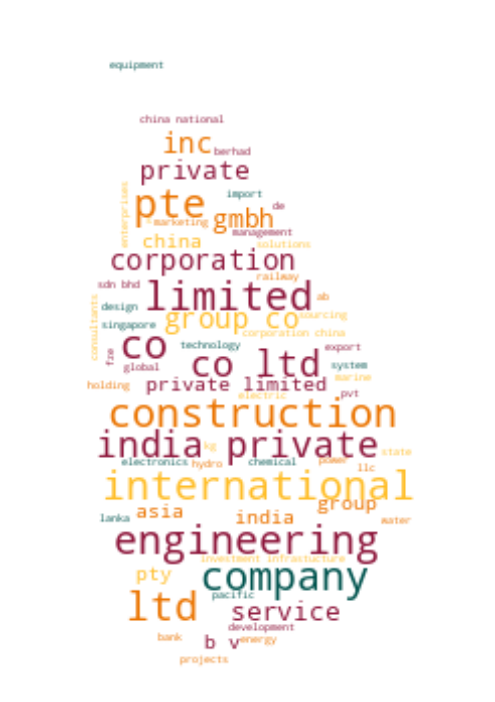 equipment
china national
inc
berhad
private
enterprises
import
pte
de
gmbh
marketing
management
china
solutions
corporation
railway
sdn bhd
limited
ab
consultants
design
group co
sourcing
singapore
corporation china
co
technology
export
fze
global
co ltd
system
marine
holding
private limited
electric
pvt
construction
india private
kg
state
electronics
hydro
chemical
power
llc
international
group
lanka
asia
india
water
engineering
investment infrastucture
pty
company
pacific
ltd
service
development
bank
b v
energy
projects